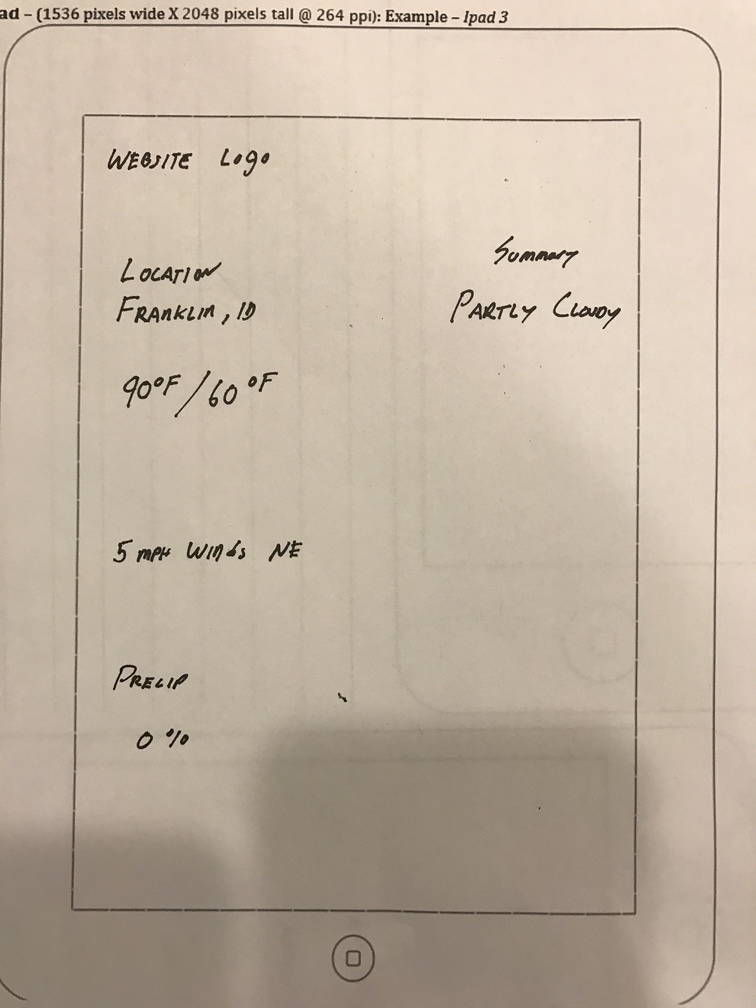 ad – (1536 pixels wide X 2048 pixels tall @ 264 ppi): Example – Ipad 3
WEBSITE Logo
Summary
LOCATION
FRANKLIN, ID
PARTLY CLOUDY
90°F/60°F
5 MPH WINDS NE
PRECIP
0%